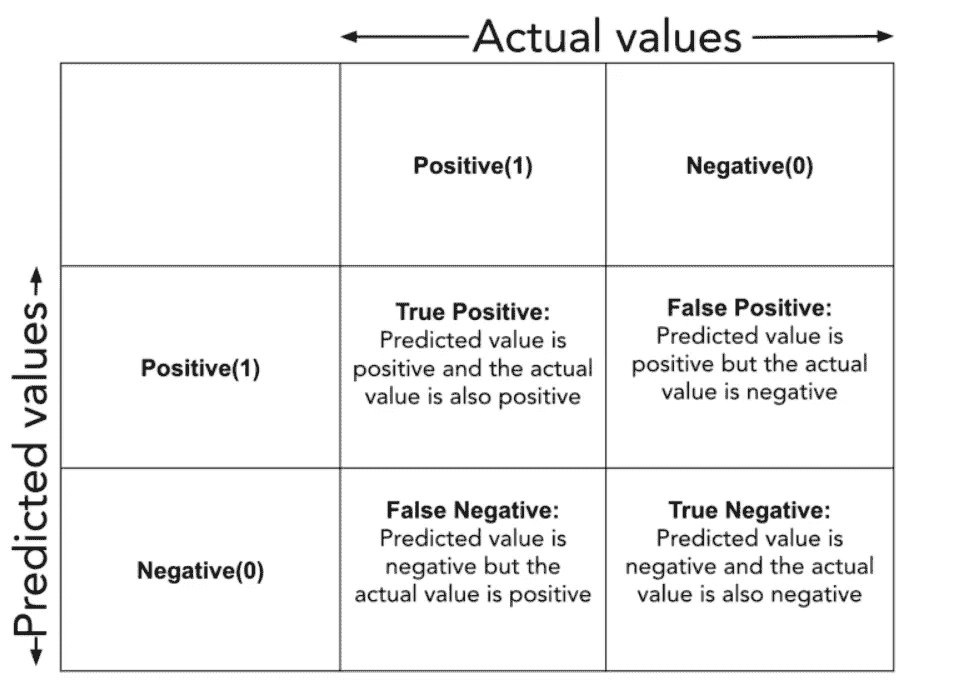 Actual values
Positive(1)
Negative(0)
Predicted values
Positive(1)
True Positive:
Predicted value is
positive and the actual
value is also positive
False Positive:
Predicted value is
positive but the actual
value is negative
Negative(0)
False Negative:
Predicted value is
negative but the
actual value is positive
True Negative:
Predicted value is
negative and the actual
value is also negative